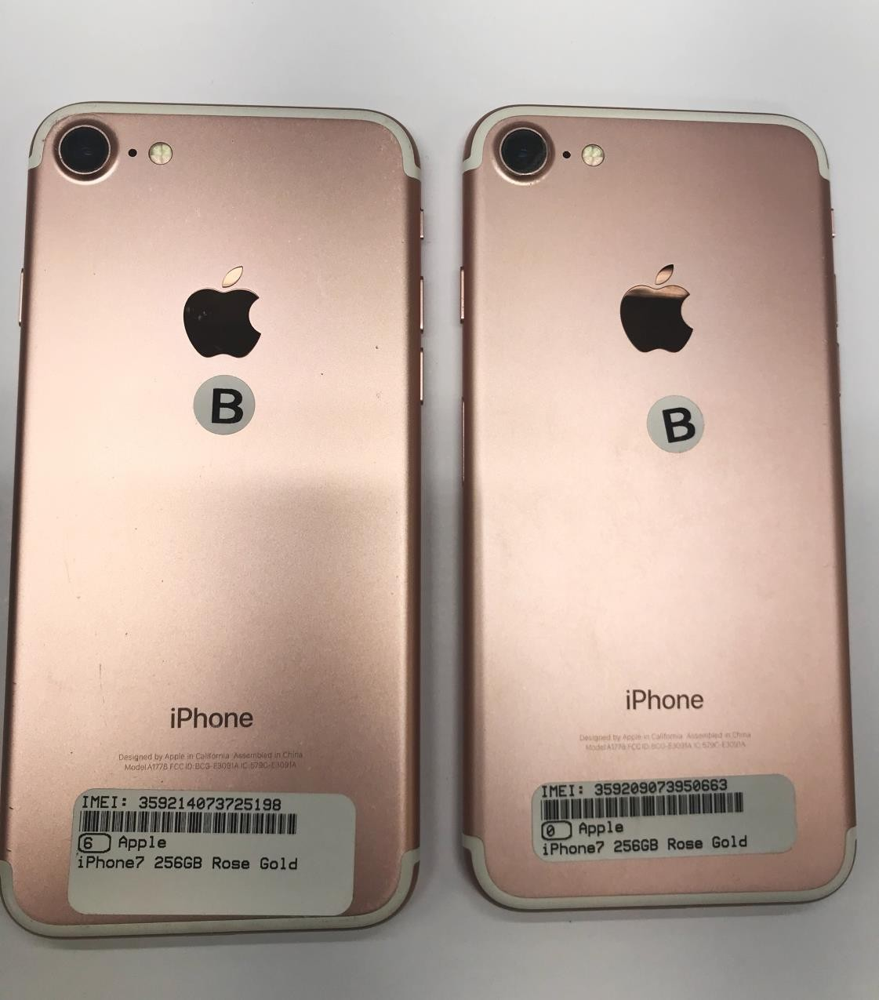 B
iPhone
Designed by Apple in California Assembled in China
Model A1778 FCC ID:BCG-E3091A IC:579C-E3091A
IMEI: 359214073725198
6 Apple
iPhone7 256GB Rose Gold
B
iPhone
Designed by Apple in California Assembled in China
Model A1778 FCC ID:BCG-E3091A IC:579C-E3091A
IMEI: 359209073950663
0 Apple
iPhone7 256GB Rose Gold